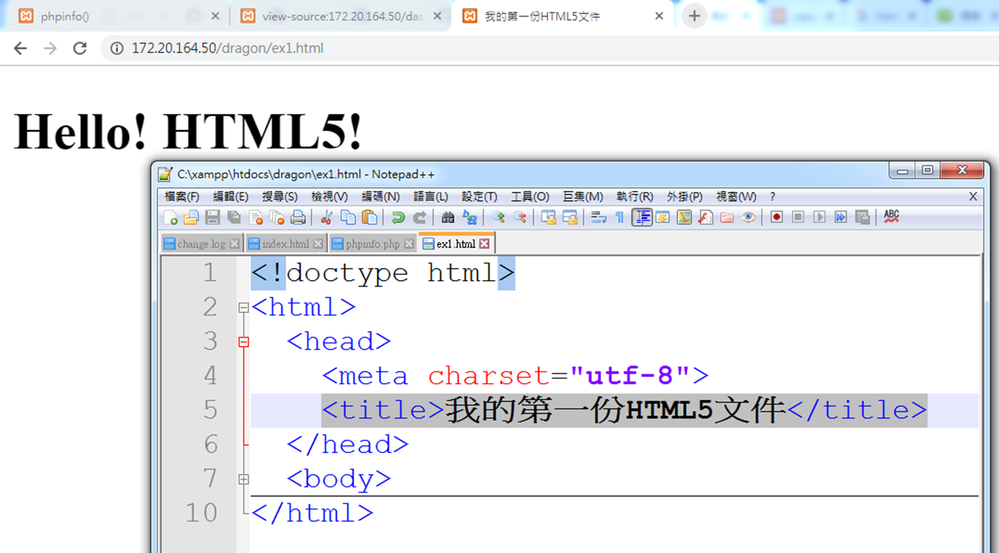 phpinfo()
view-source:172.20.164.50/das
我的第一份HTML5文件
172.20.164.50/dragon/ex1.html
Hello! HTML5!
C:\xampp\htdocs\dragon\ex1.html - Notepad++
檔案(F) 編輯(E) 搜尋(S) 檢視(V) 編碼(N) 語言(L) 設定(T) 工具(O) 巨集(M) 執行(R) 外掛(P) 視窗(W) ? X
ABC
change.log index.html phpinfo.php ex1.html
1 <!doctype html>
2 <html>
3 <head>
4 <meta charset="utf-8">
5 <title>我的第一份HTML5文件</title>
6 </head>
7 <body>
10 </html>